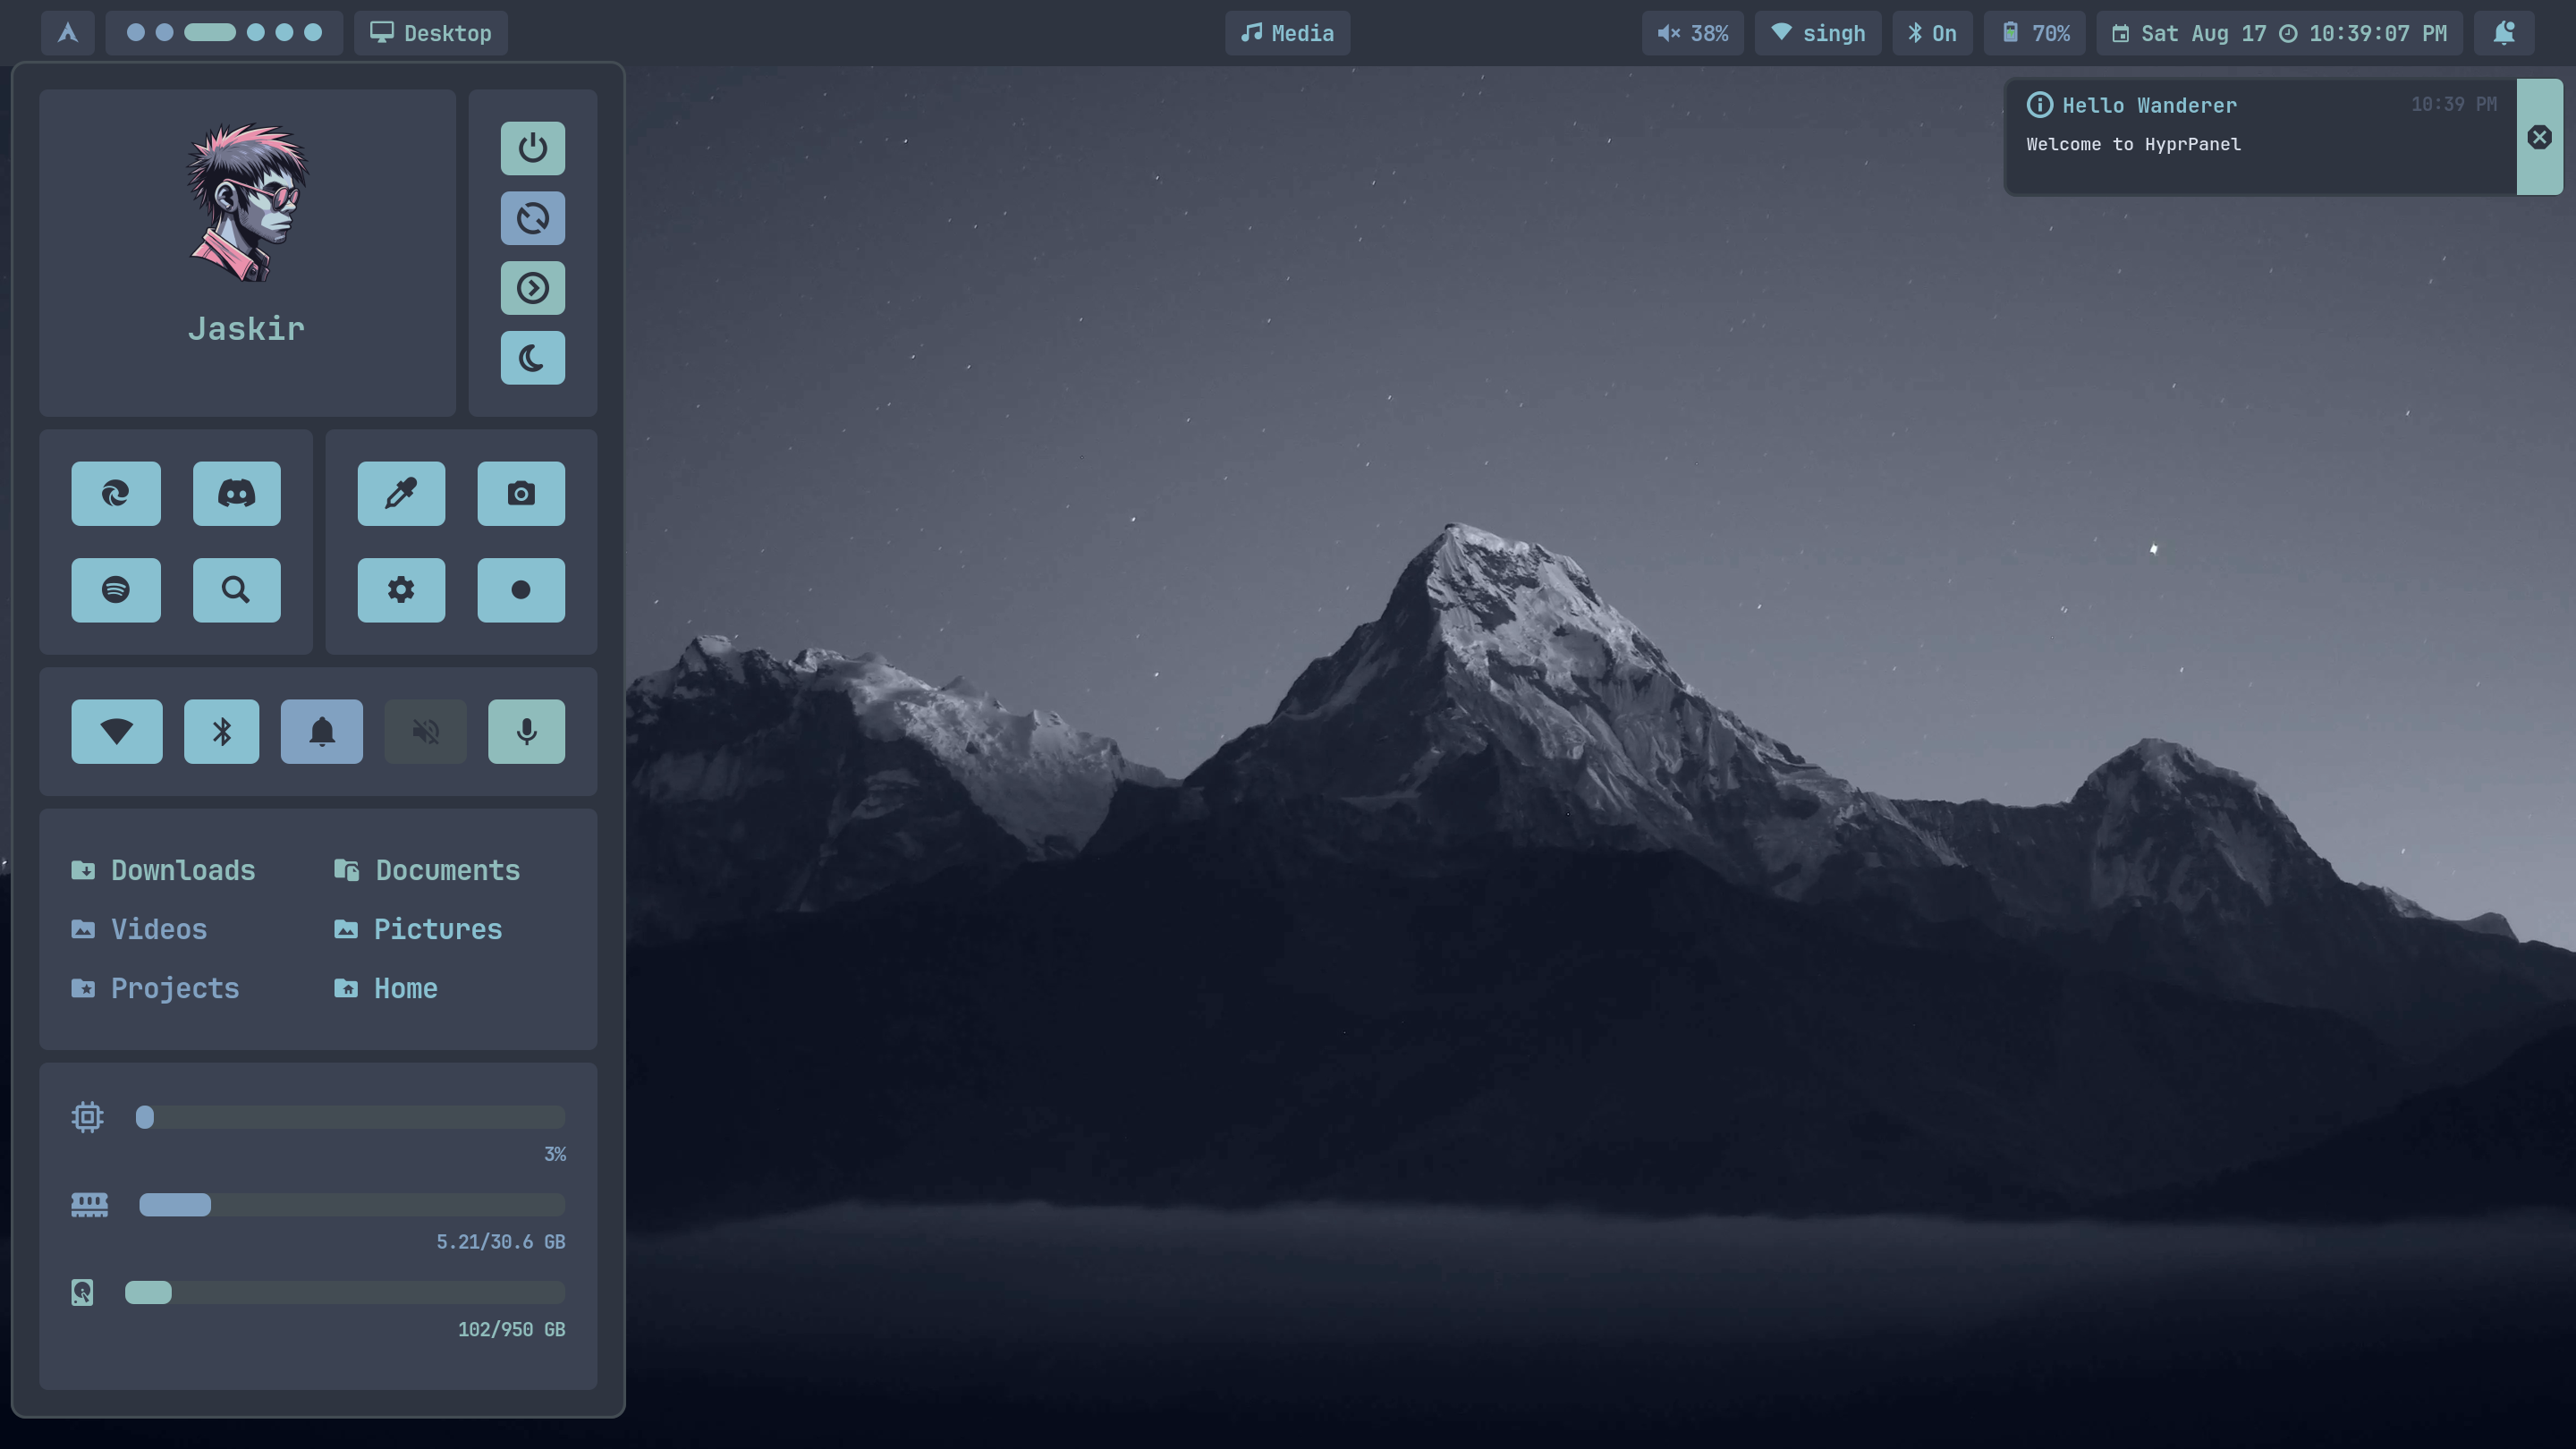 Desktop
Media
38%
singh
On
70%
Sat Aug 17 10:39:07 PM
Hello Wanderer
10:39 PM
Welcome to HyprPanel
Jaskir
Downloads
Documents
Videos
Pictures
Projects
Home
3%
5.21/30.6 GB
102/950 GB